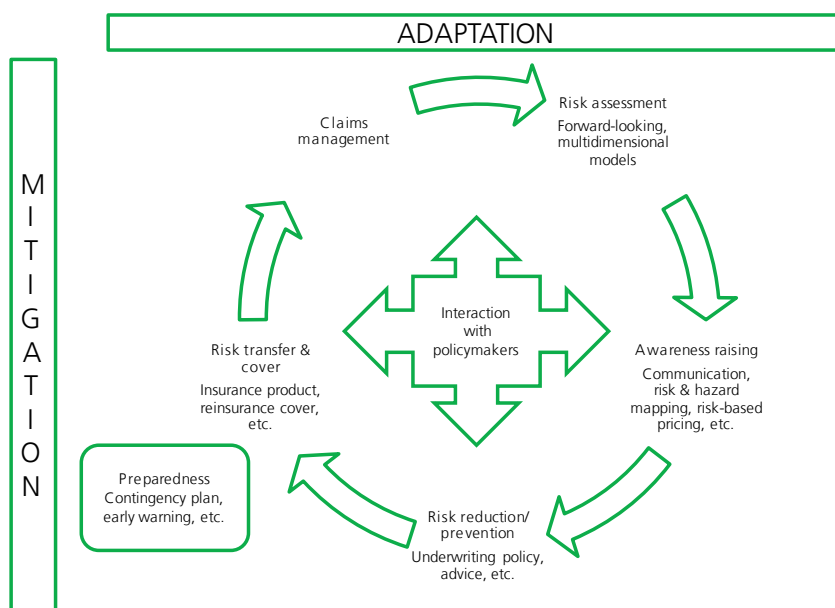 ADAPTATION
MITIGATION
Claims
management
Risk assessment
Forward-looking,
multidimensional
models
Interaction
with
policymakers
Risk transfer &
cover
Insurance product,
reinsurance cover,
etc.
Awareness raising
Communication,
risk & hazard
mapping, risk-based
pricing, etc.
Preparedness
Contingency plan,
early warning, etc.
Risk reduction/
prevention
Underwriting policy,
advice, etc.